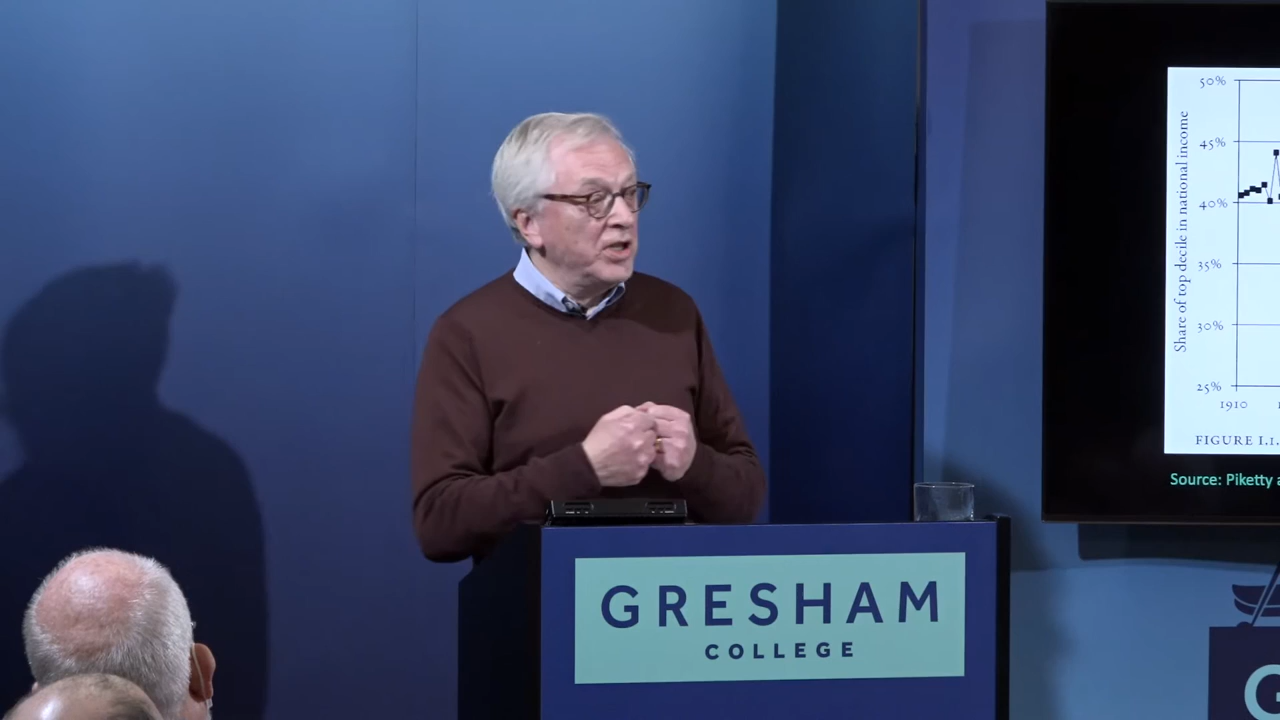 GRESHAM
COLLEGE
50%
45%
40%
35%
30%
25%
Share of top decile in national income
1910
FIGURE I.1.
Source: Piketty
G